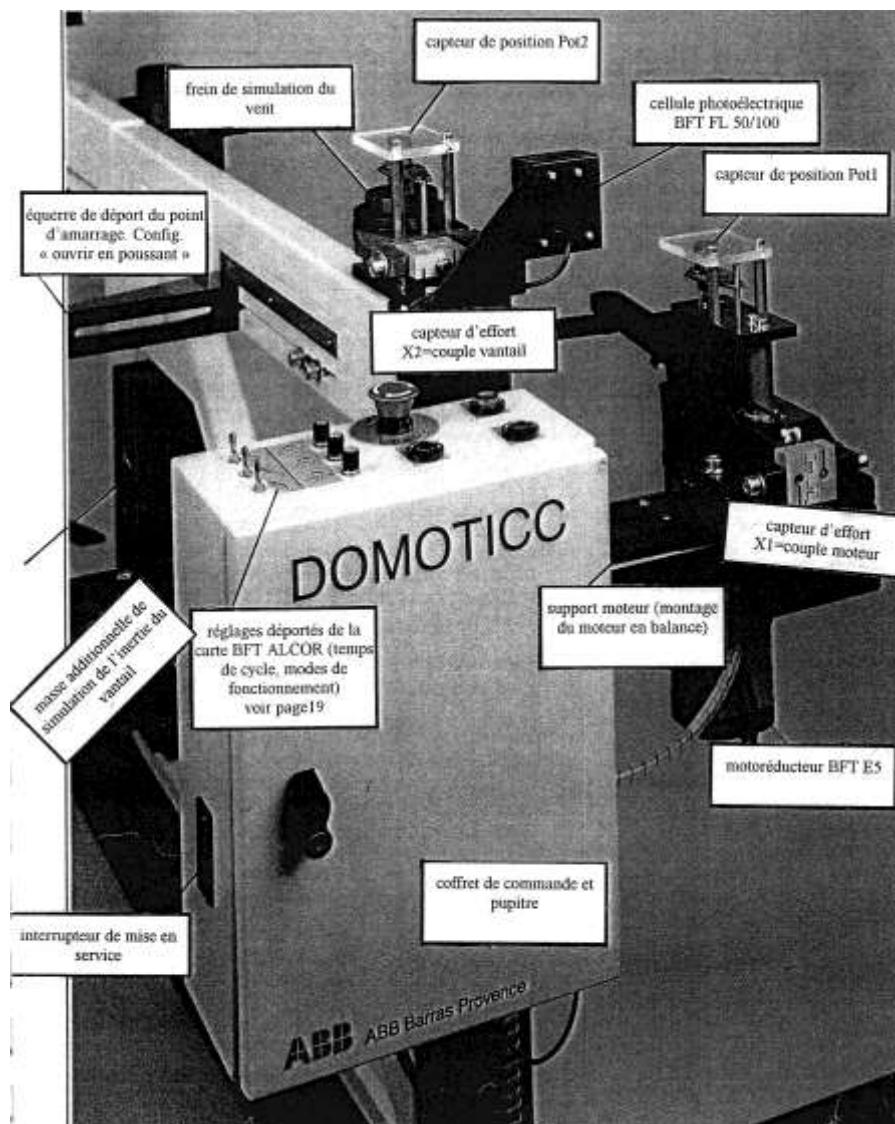 capteur de position Pot2
frein de simulation du
vent
cellule photoélectrique
BFT FL 50/100
capteur de position Pot1
équerre de déport du point
d'amarrage. Config.
« ouvrir en poussant »
capteur d'effort
X2=couple vantail
DOMOTICC
capteur d'effort
X1=couple moteur
support moteur (montage
du moteur en balance)
masse additionnelle de
simulation de l'inertie du
vantail
réglages déportés de la
carte BFT ALCOR (temps
de cycle, modes de
fonctionnement)
voir page19
motoréducteur BFT E5
coffret de commande et
pupitre
interrupteur de mise en
service
ABB ABB Barras Provence